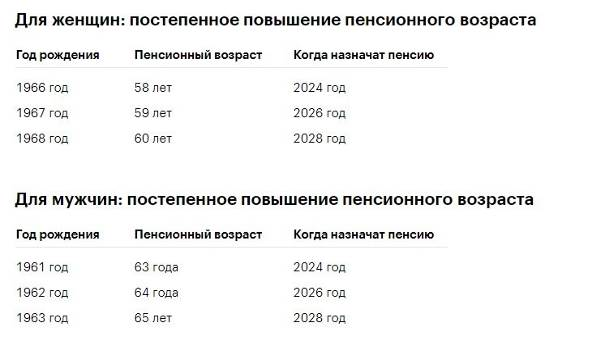 Для женщин: постепенное повышение пенсионного возраста
Год рождения Пенсионный возраст Когда назначат пенсию
1966 год 58 лет 2024 год
1967 год 59 лет 2026 год
1968 год 60 лет 2028 год
Для мужчин: постепенное повышение пенсионного возраста
Год рождения Пенсионный возраст Когда назначат пенсию
1961 год 63 года 2024 год
1962 год 64 года 2026 год
1963 год 65 лет 2028 год